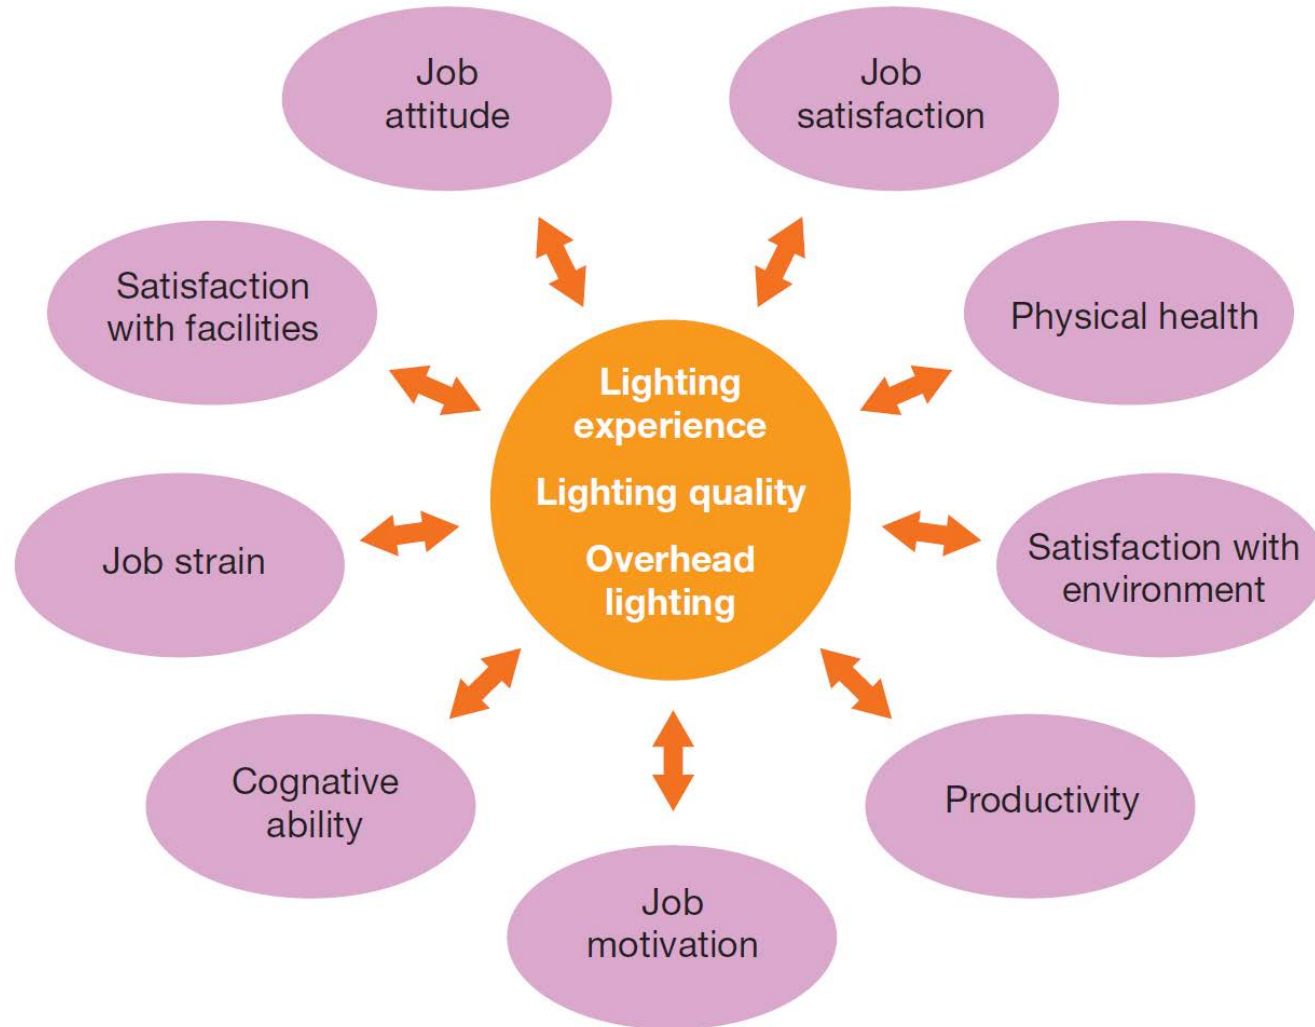 Job
attitude
Job
satisfaction
Satisfaction
with facilities
Physical health
Lighting
experience
Lighting quality
Overhead
lighting
Job strain
Satisfaction with
environment
Cognative
ability
Productivity
Job
motivation